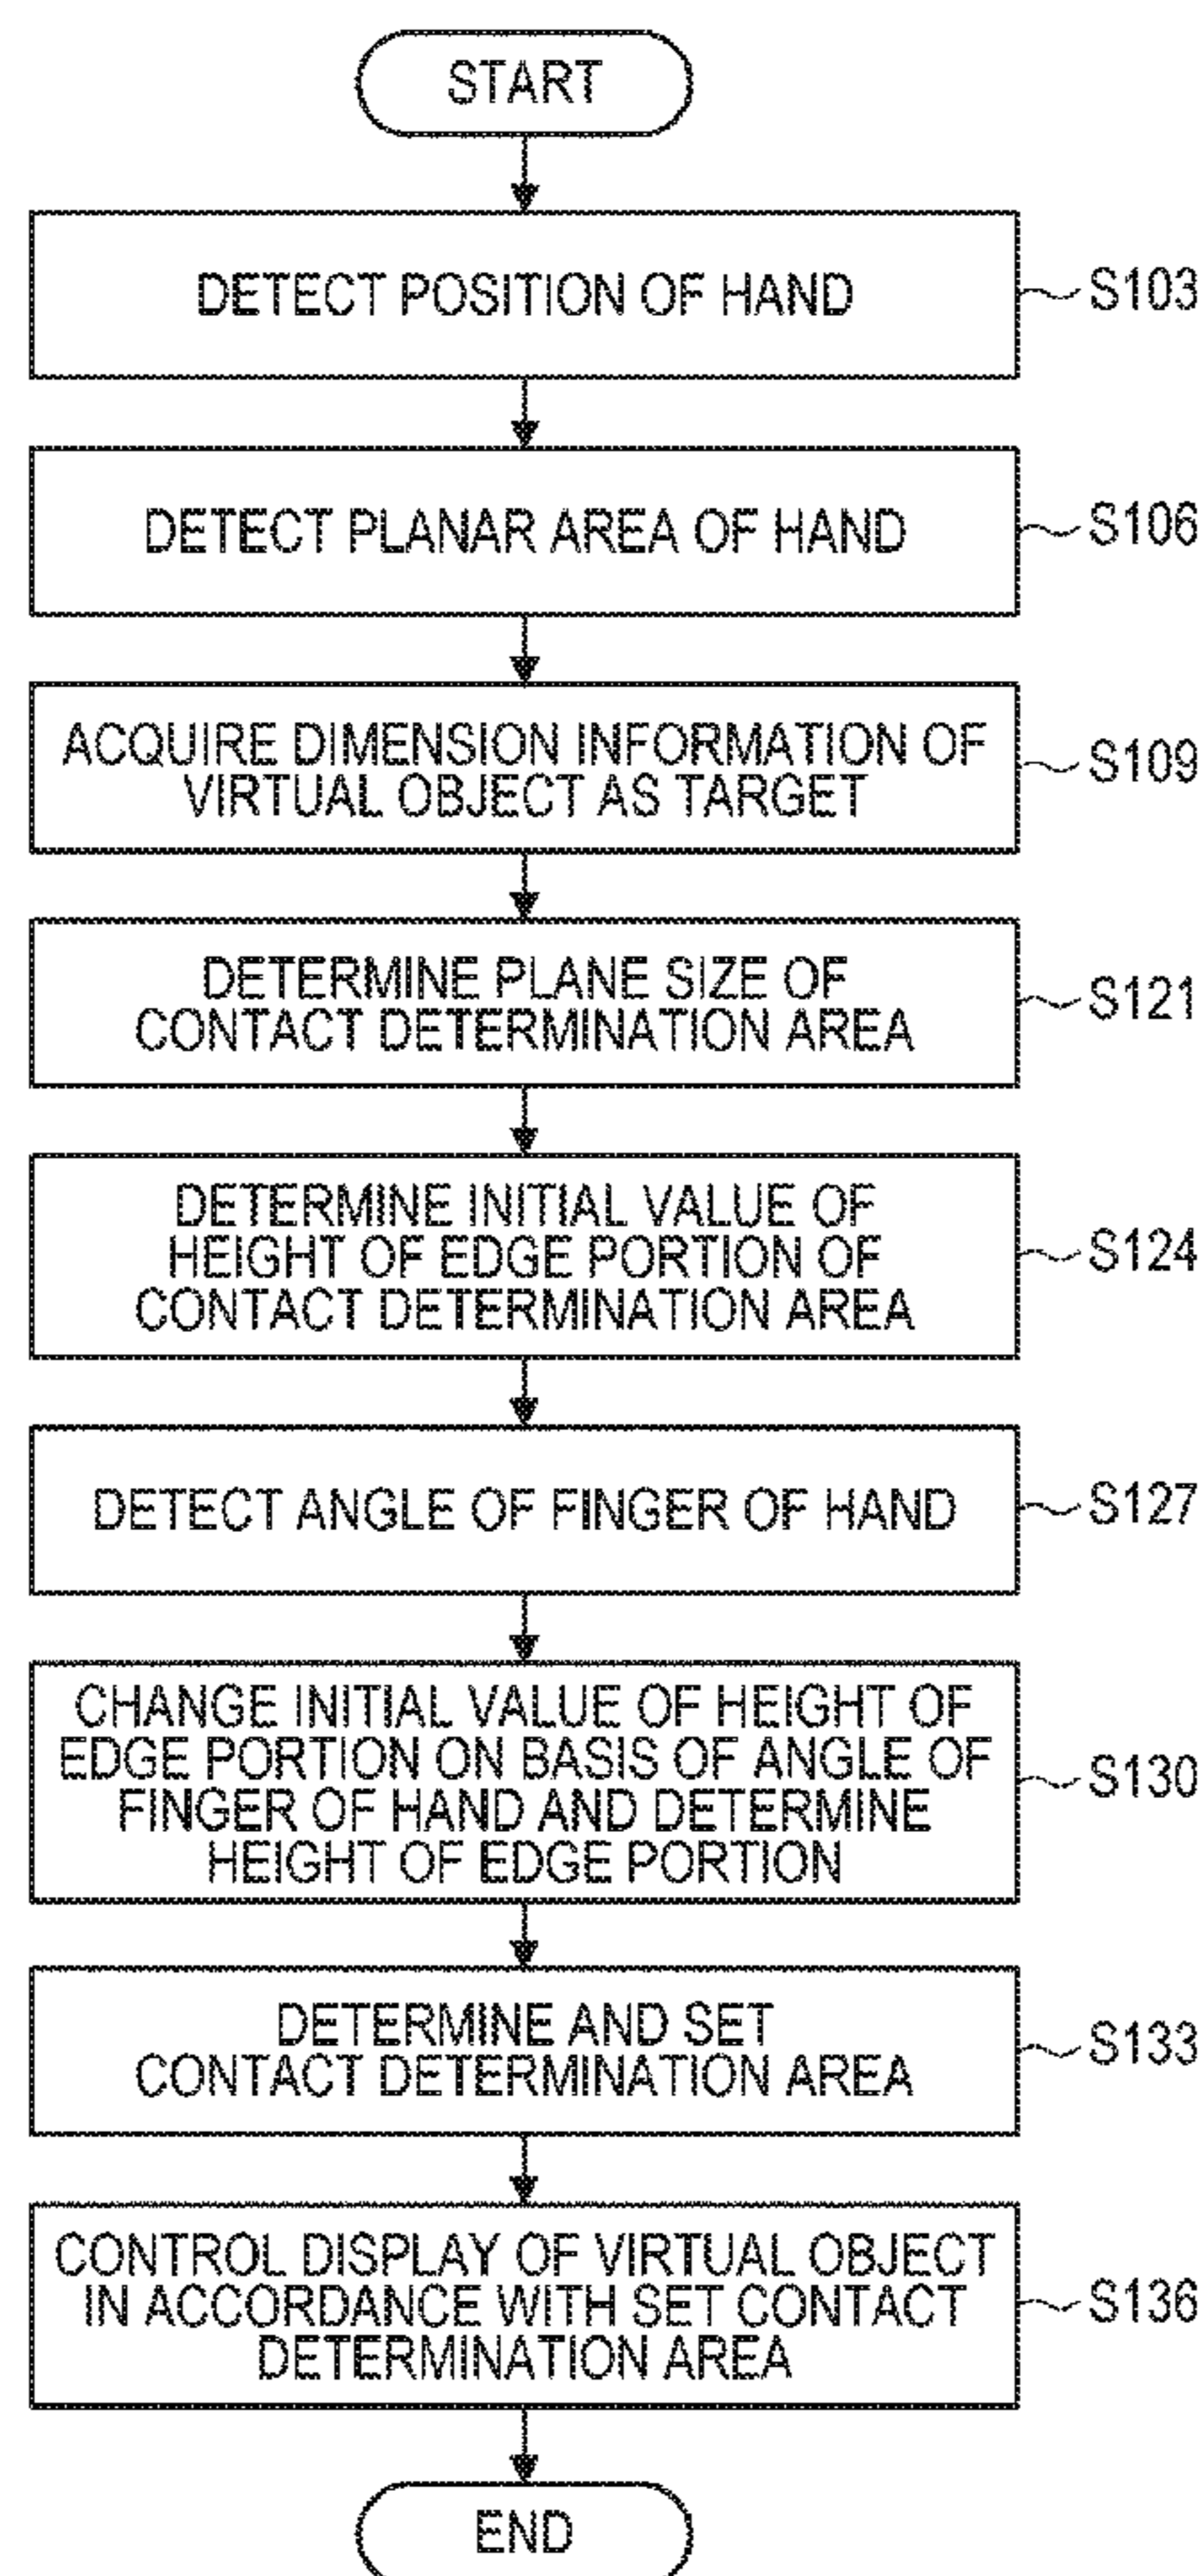 START
DETECT POSITION OF HAND
S103
DETECT PLANAR AREA OF HAND
S106
ACQUIRE DIMENSION INFORMATION OF
VIRTUAL OBJECT AS TARGET
S109
DETERMINE PLANE SIZE OF
CONTACT DETERMINATION AREA
S121
DETERMINE INITIAL VALUE OF
HEIGHT OF EDGE PORTION OF
CONTACT DETERMINATION AREA
S124
DETECT ANGLE OF FINGER OF HAND
S127
CHANGE INITIAL VALUE OF HEIGHT OF
EDGE PORTION ON BASIS OF ANGLE OF
FINGER OF HAND AND DETERMINE
HEIGHT OF EDGE PORTION
S130
DETERMINE AND SET
CONTACT DETERMINATION AREA
S133
CONTROL DISPLAY OF VIRTUAL OBJECT
IN ACCORDANCE WITH SET CONTACT
DETERMINATION AREA
S136
END